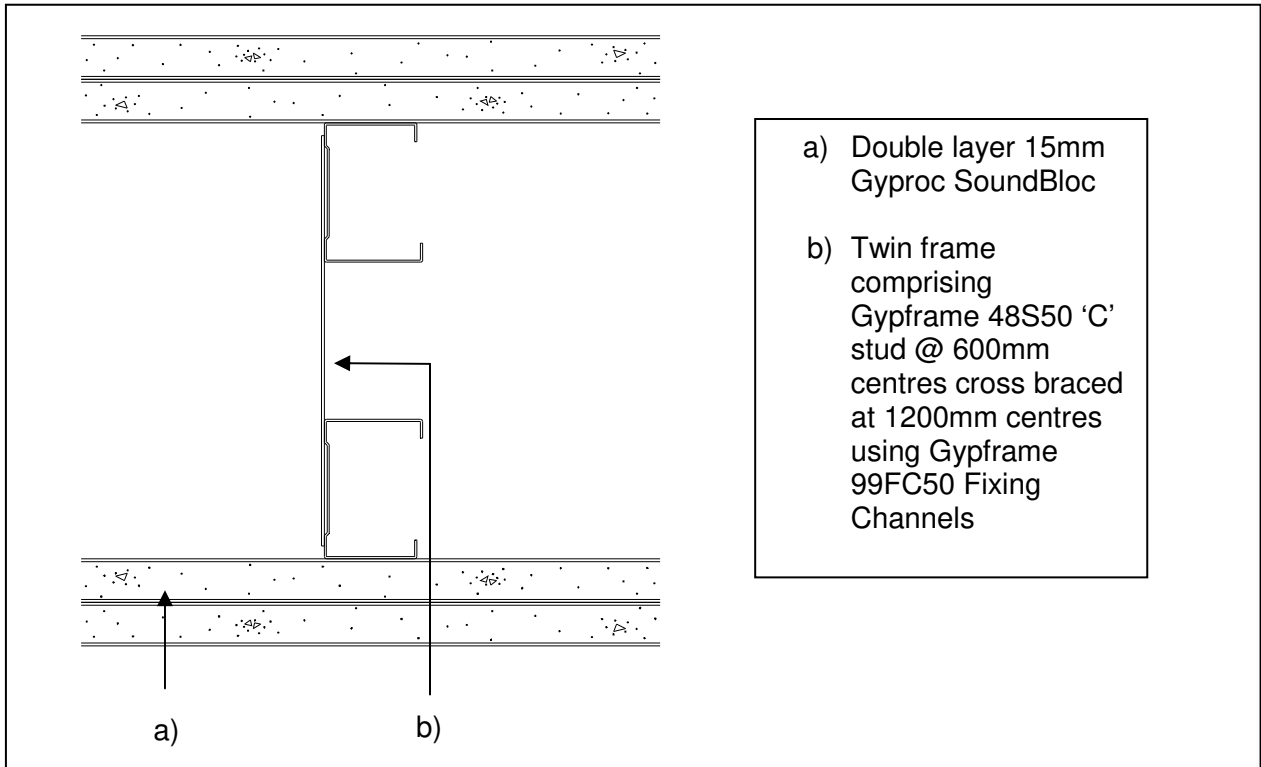 a) Double layer 15mm
Gyproc SoundBloc
b) Twin frame
comprising
Gypframe 48S50 ‘C’
stud @ 600mm
centres cross braced
at 1200mm centres
using Gypframe
99FC50 Fixing
Channels
a)
b)